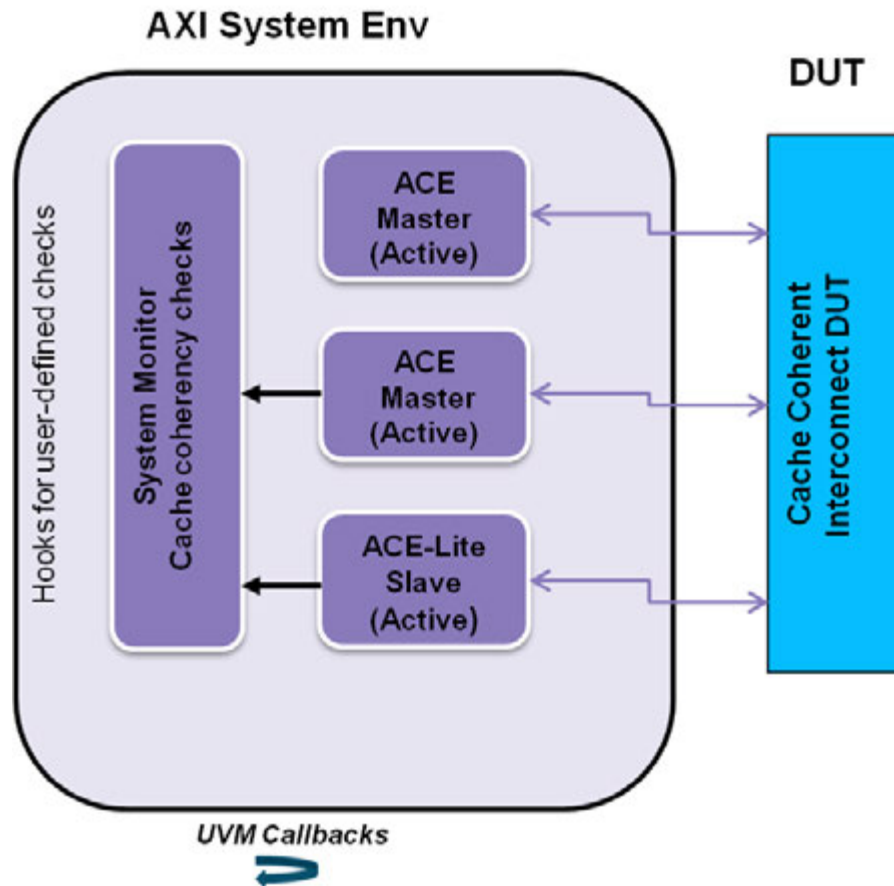 AXI System Env
DUT
Hooks for user-defined checks
System Monitor
Cache coherency checks
ACE
Master
(Active)
ACE
Master
(Active)
ACE-Lite
Slave
(Active)
Cache Coherent
Interconnect DUT
UVM Callbacks